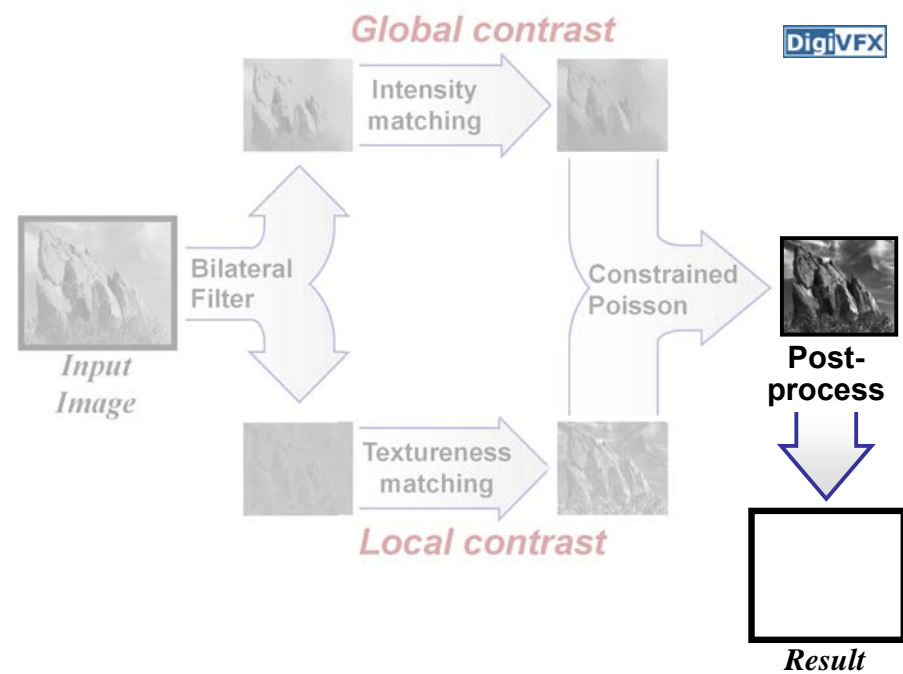 Global contrast
DigiVFX
Intensity
matching
Bilateral
Filter
Constrained
Poisson
Input
Image
Post-
process
Textureness
matching
Local contrast
Result